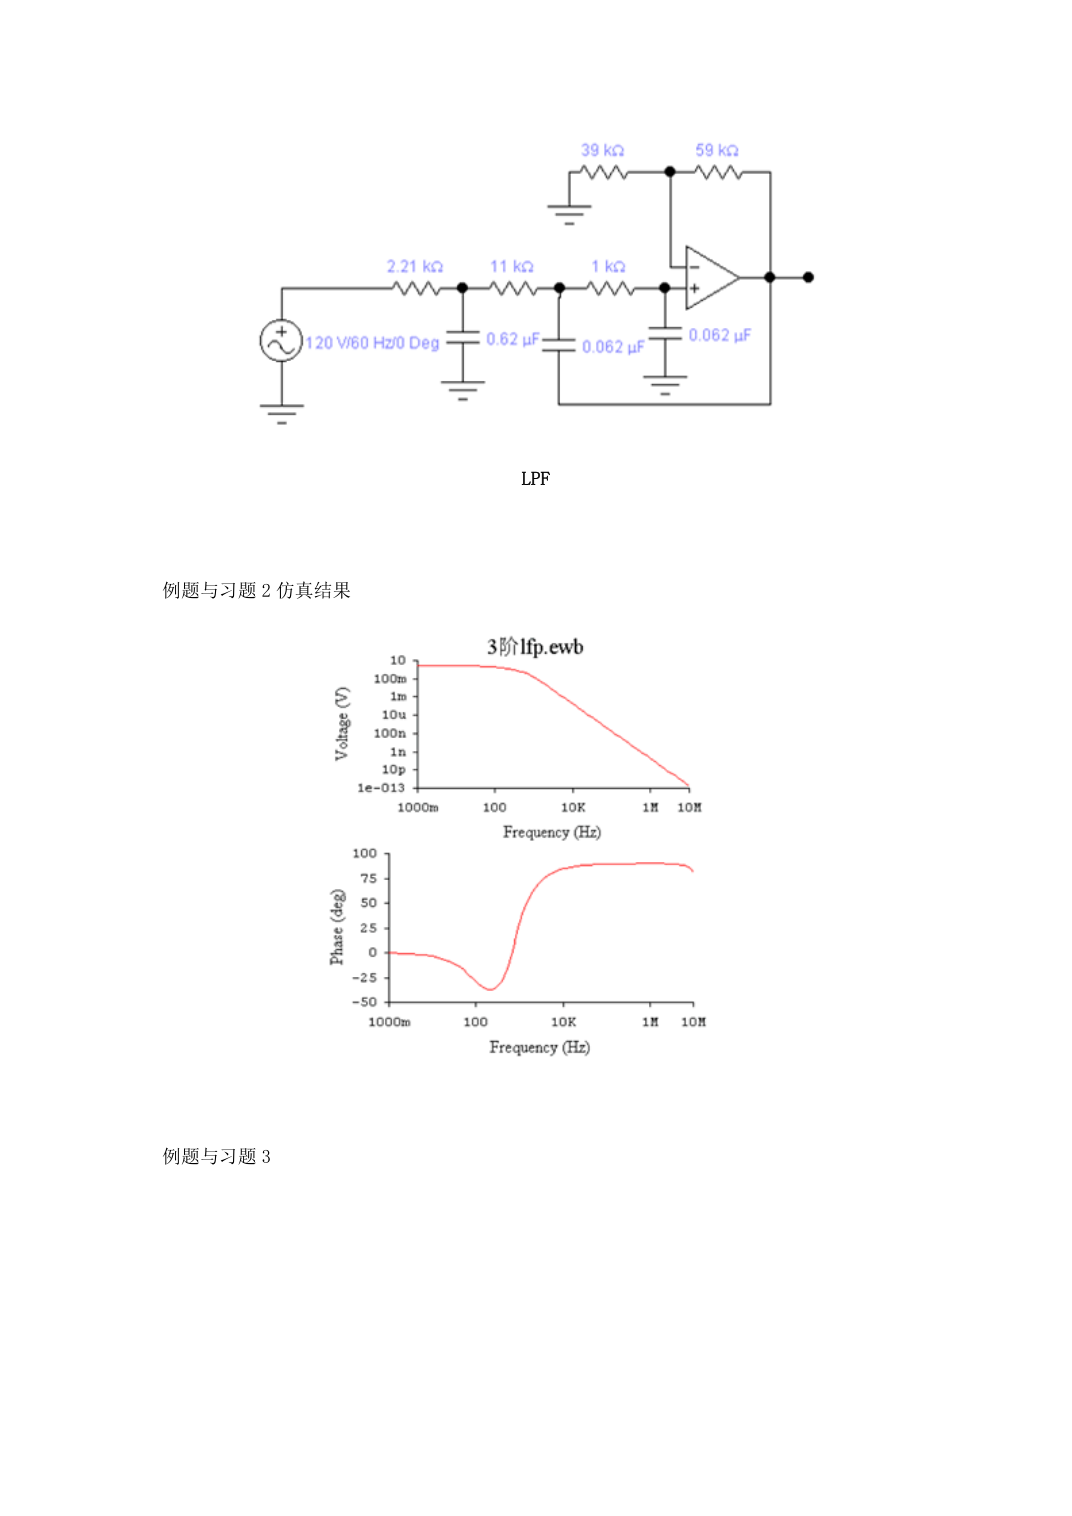 39 kΩ 59 kΩ
2.21 kΩ 11 kΩ 1 kΩ
120 V/60 Hz/0 Deg 0.62 µF 0.062 µF 0.062 µF
LPF
例题与习题 2 仿真结果
3阶lfp.ewb
Voltage (V)
10
100m
1m
10u
100n
1n
10p
1e-013
1000m 100 10K 1M 10M
Frequency (Hz)
Phase (deg)
100
75
50
25
0
-25
-50
1000m 100 10K 1M 10M
Frequency (Hz)
例题与习题 3